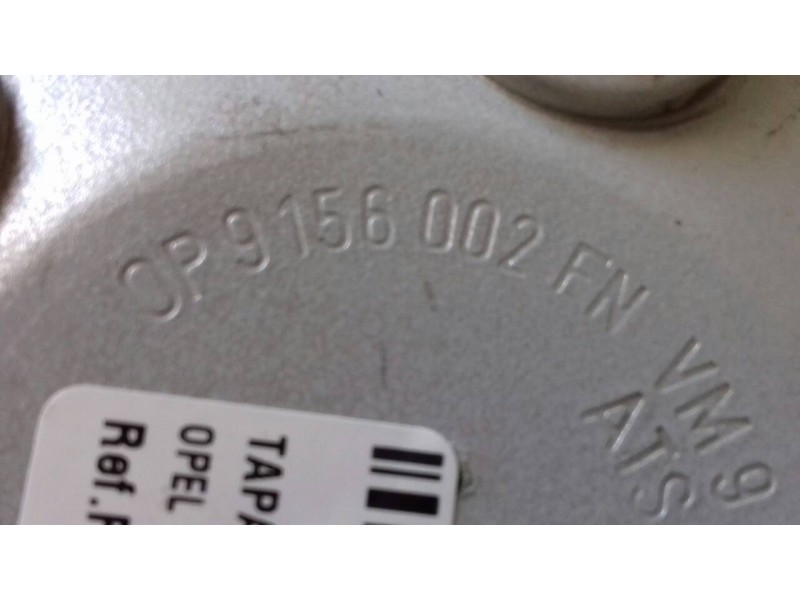 OP 9156 002 FN VM 9
ATS
TAPA
OPEL
Ref.